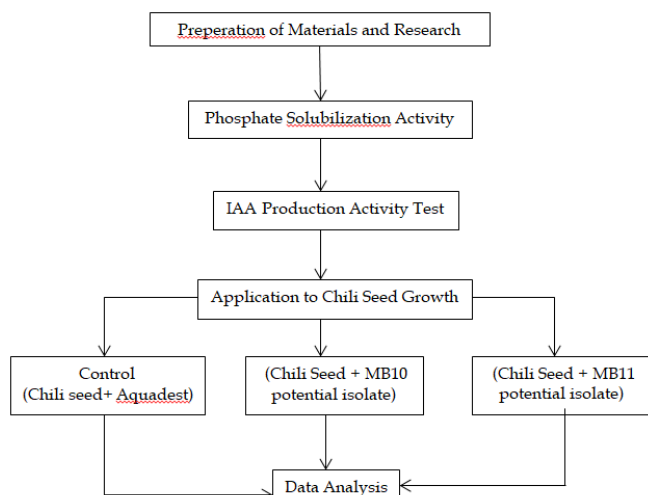 Preperation of Materials and Research
Phosphate Solubilization Activity
IAA Production Activity Test
Application to Chili Seed Growth
Control
(Chili seed+ Aquadest)
(Chili Seed + MB10
potential isolate)
(Chili Seed + MB11
potential isolate)
Data Analysis